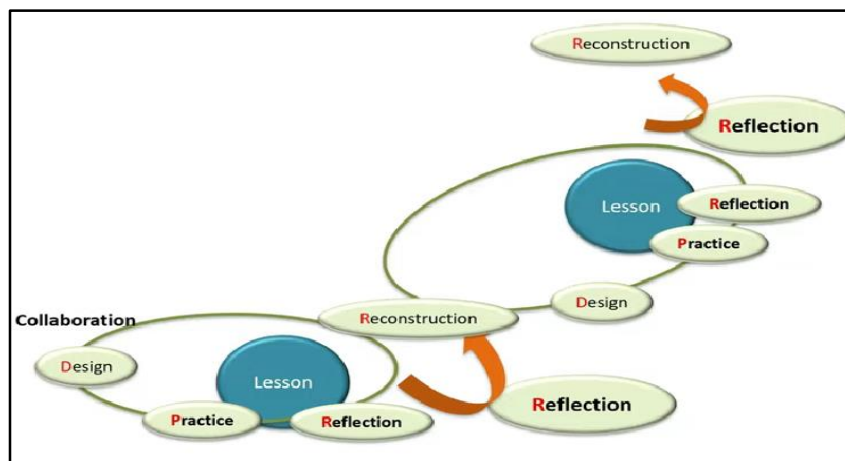 Reconstruction
Reflection
Lesson
Reflection
Practice
Design
Reconstruction
Collaboration
Design
Lesson
Reflection
Practice
Reflection